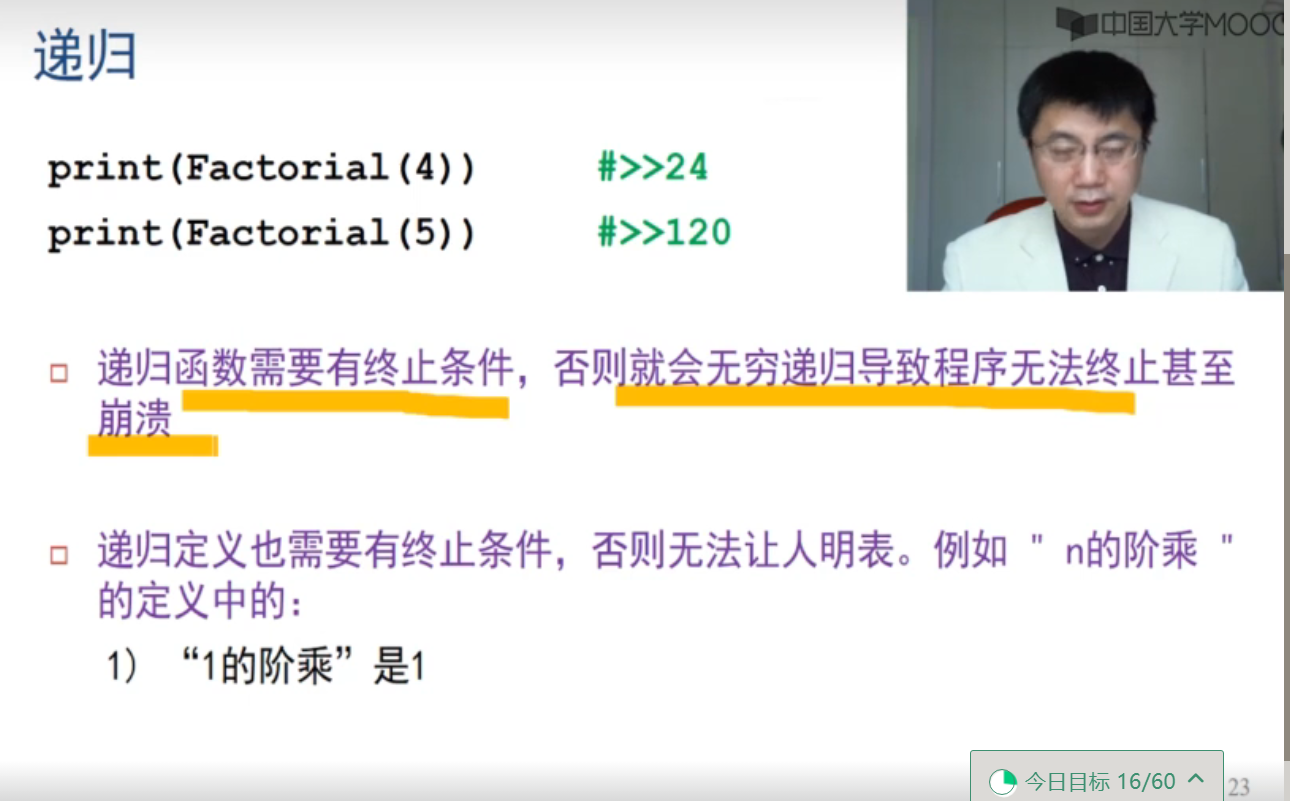 递归
中国大学MOOC
print(Factorial(4)) #>>24
print(Factorial(5)) #>>120
递归函数需要有终止条件，否则就会无穷递归导致程序无法终止甚至
崩溃
递归定义也需要有终止条件，否则无法让人明表。例如 " n的阶乘 "
的定义中的：
1) “1的阶乘”是1
今日目标 16/60
23